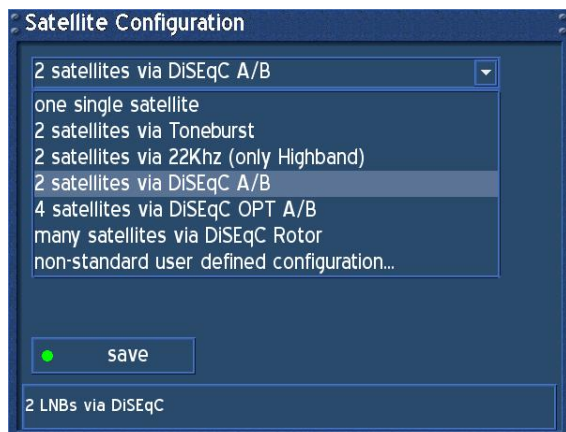 Satellite Configuration
2 satellites via DiSEqC A/B
one single satellite
2 satellites via Toneburst
2 satellites via 22Khz (only Highband)
2 satellites via DiSEqC A/B
4 satellites via DiSEqC OPT A/B
many satellites via DiSEqC Rotor
non-standard user defined configuration...
save
2 LNBs via DiSEqC